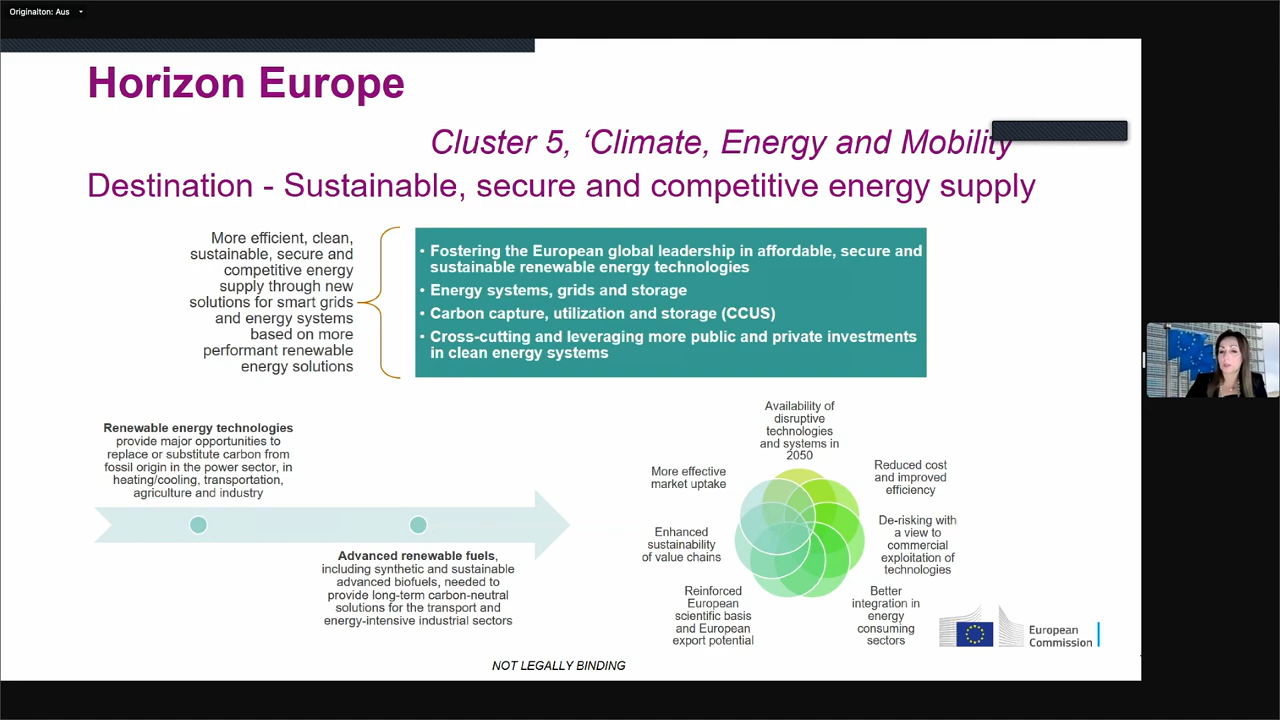 Originalton: Aus
Horizon Europe
Cluster 5, ‘Climate, Energy and Mobility
Destination - Sustainable, secure and competitive energy supply
More efficient, clean,
sustainable, secure and
competitive energy
supply through new
solutions for smart grids
and energy systems
based on more
performant renewable
energy solutions
• Fostering the European global leadership in affordable, secure and
sustainable renewable energy technologies
• Energy systems, grids and storage
• Carbon capture, utilization and storage (CCUS)
• Cross-cutting and leveraging more public and private investments
in clean energy systems
Renewable energy technologies
provide major opportunities to
replace or substitute carbon from
fossil origin in the power sector, in
heating/cooling, transportation,
agriculture and industry
Advanced renewable fuels,
including synthetic and sustainable
advanced biofuels, needed to
provide long-term carbon-neutral
solutions for the transport and
energy-intensive industrial sectors
Availability of
disruptive
technologies
and systems in
2050
Reduced cost
and improved
efficiency
De-risking with
a view to
commercial
exploitation of
technologies
Better
integration in
energy
consuming
sectors
Reinforced
European
scientific basis
and European
export potential
Enhanced
sustainability
of value chains
More effective
market uptake
European
Commission
NOT LEGALLY BINDING